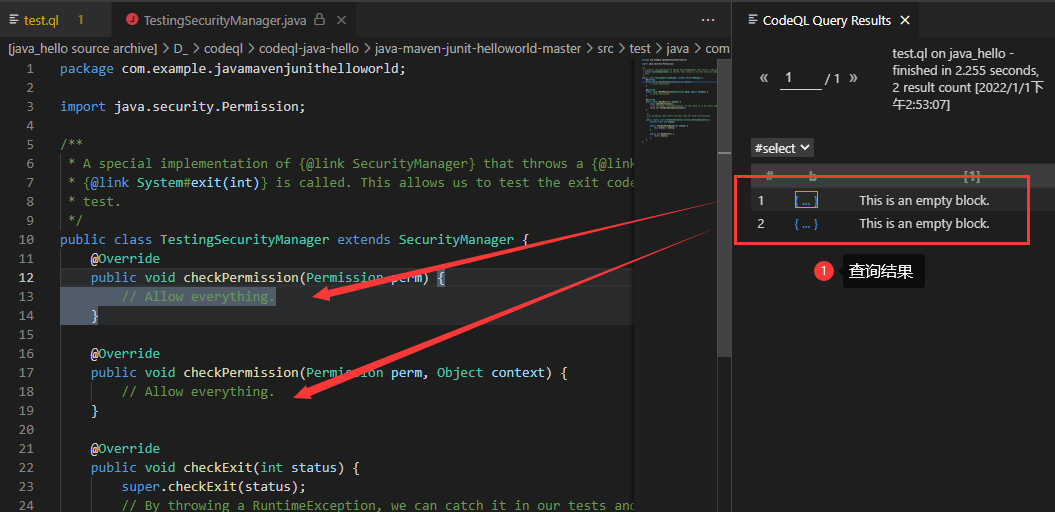 test.ql 1
TestingSecurityManager.java
[java_hello source archive] > D_ > codeql > codeql-java-hello > java-maven-junit-helloworld-master > src > test > java > com
1 package com.example.javamavenjunithelloworld;
2
3 import java.security.Permission;
4
5 /**
6 * A special implementation of {@link SecurityManager} that throws a {@link
7 * {@link System#exit(int)} is called. This allows us to test the exit code
8 * test.
9 */
10 public class TestingSecurityManager extends SecurityManager {
11 @Override
12 public void checkPermission(Permission perm) {
13 // Allow everything.
14 }
15
16 @Override
17 public void checkPermission(Permission perm, Object context) {
18 // Allow everything.
19 }
20
21 @Override
22 public void checkExit(int status) {
23 super.checkExit(status);
24 // By throwing a RuntimeException, we can catch it in our tests and
CodeQL Query Results
« 1 / 1 »
test.ql on java_hello -
finished in 2.255 seconds,
2 result count [2022/1/1下
午2:53:07]
#select
# b [1]
1 { ... } This is an empty block.
2 { ... } This is an empty block.
1 查询结果